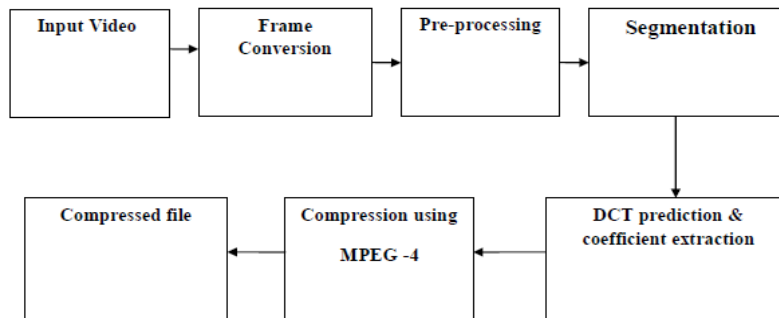 Input Video
Frame
Conversion
Pre-processing
Segmentation
DCT prediction &
coefficient extraction
Compression using
MPEG -4
Compressed file